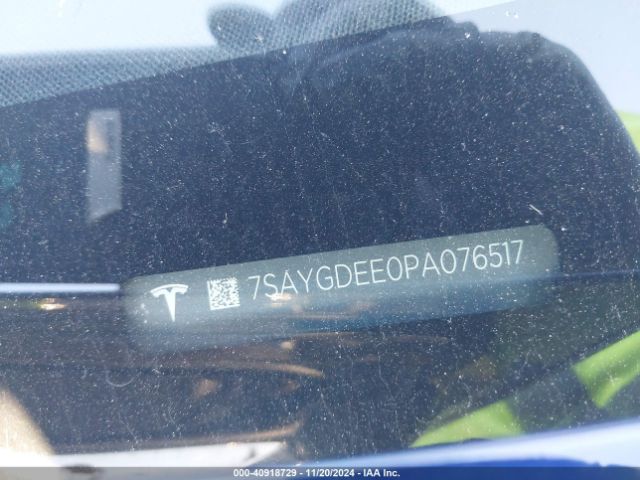 7SAYGDEE0PA076517
000-40918729 - 11/20/2024 - IAA Inc.